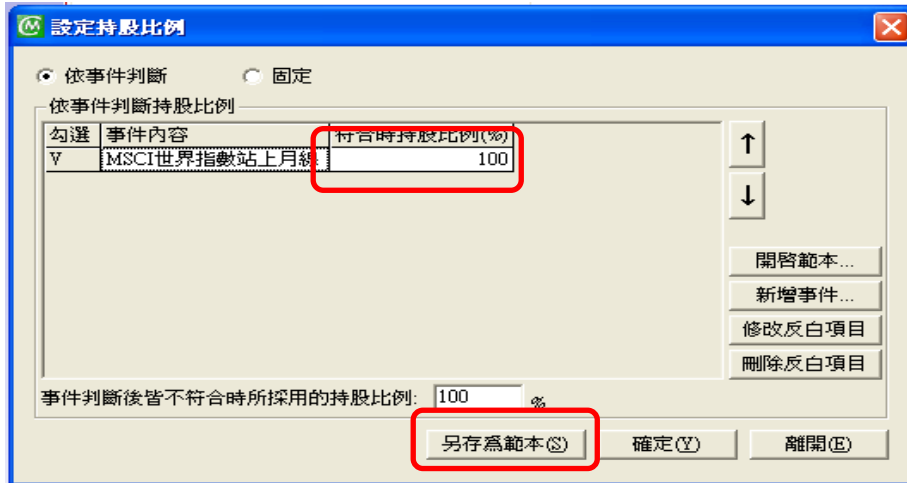 設定持股比例
依事件判斷 固定
依事件判斷持股比例
勾選 事件內容 符合時持股比例(%)
V MSCI世界指數站上月線 100
↑
↓
開啓範本...
新增事件...
修改反白項目
刪除反白項目
事件判斷後皆不符合時所採用的持股比例: 100 %
另存爲範本(S) 確定(Y) 離開(E)